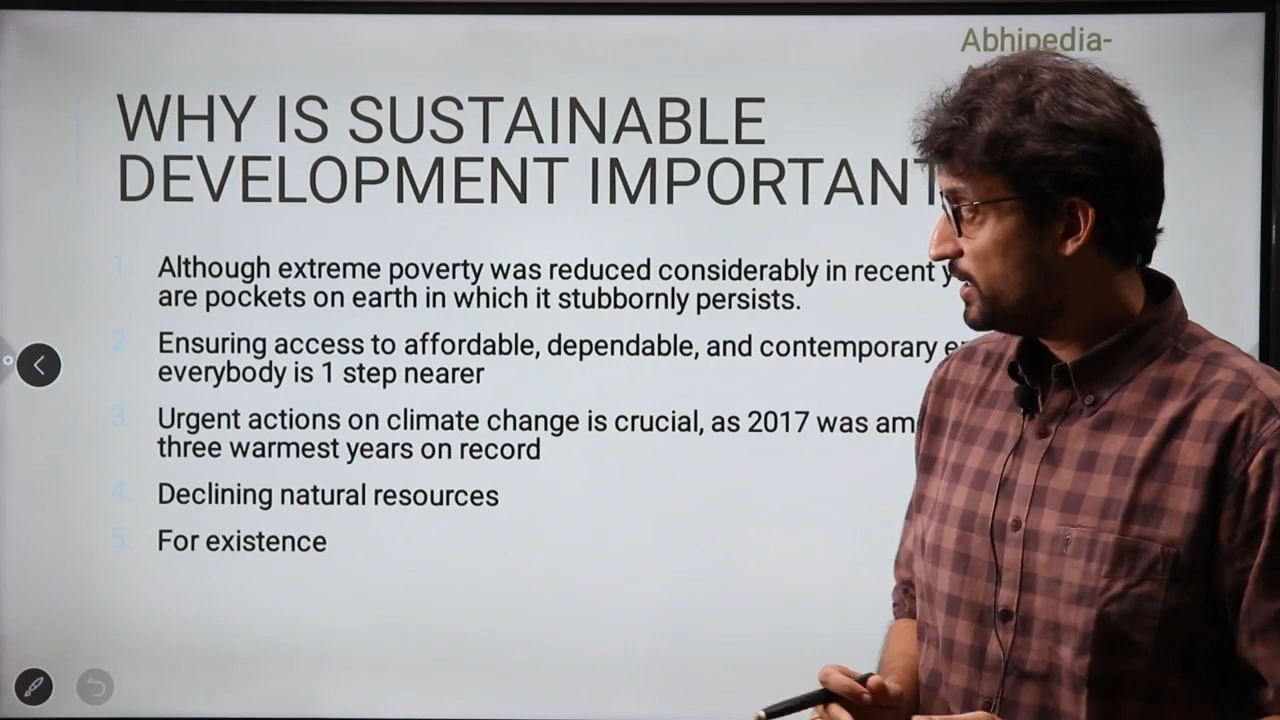 Abhipedia-
WHY IS SUSTAINABLE
DEVELOPMENT IMPORTANT
1. Although extreme poverty was reduced considerably in recent
are pockets on earth in which it stubbornly persists.
2. Ensuring access to affordable, dependable, and contemporary
everybody is 1 step nearer
3. Urgent actions on climate change is crucial, as 2017 was
three warmest years on record
4. Declining natural resources
5. For existence